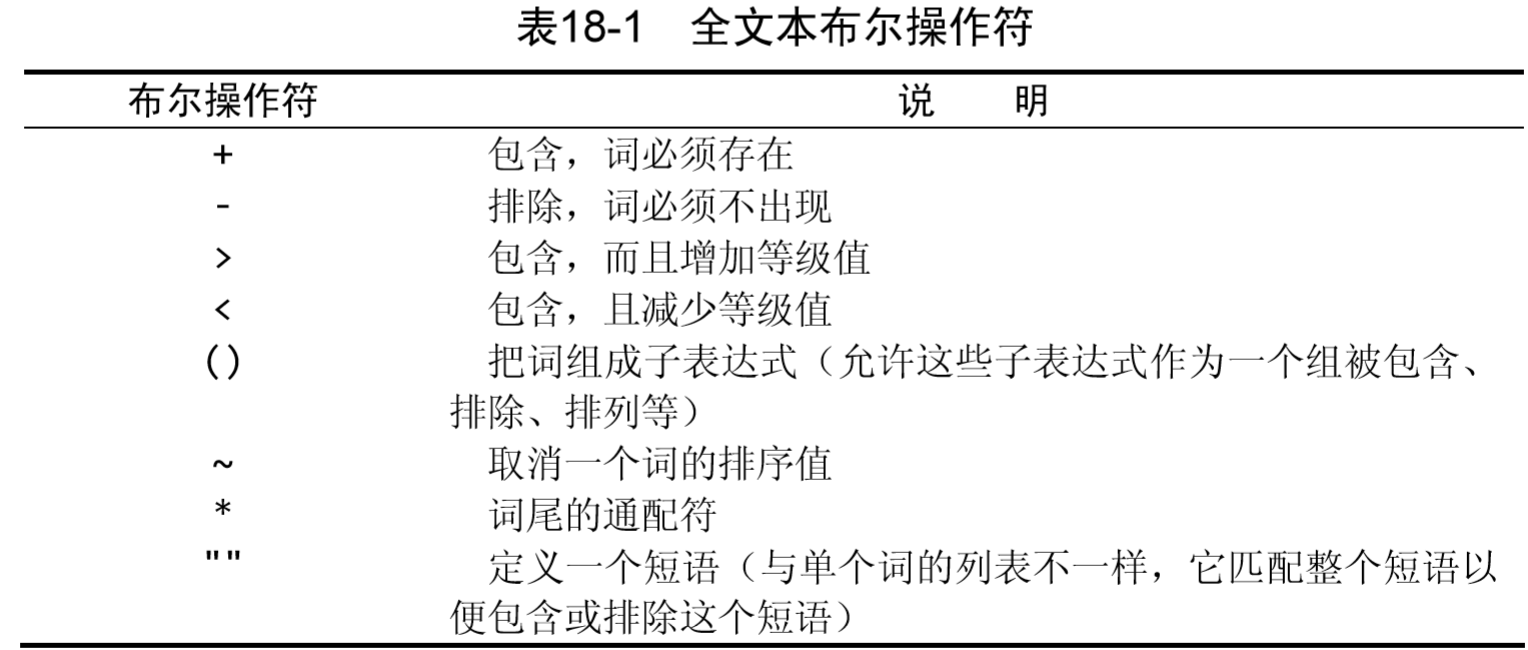 表18-1 全文本布尔操作符
布尔操作符 说 明
+ 包含，词必须存在
- 排除，词必须不出现
> 包含，而且增加等级值
< 包含，且减少等级值
() 把词组成子表达式（允许这些子表达式作为一个组被包含、
排除、排列等）
~ 取消一个词的排序值
* 词尾的通配符
"" 定义一个短语（与单个词的列表不一样，它匹配整个短语以
便包含或排除这个短语）